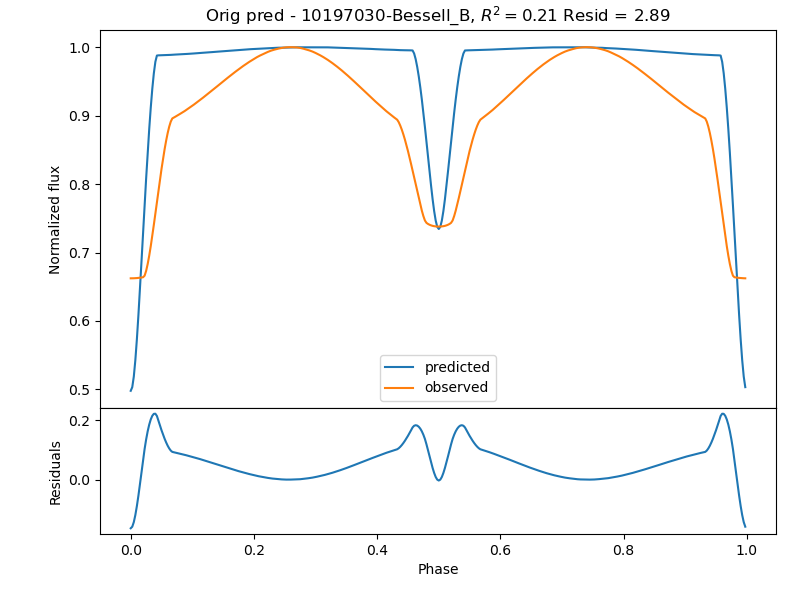 Orig pred - 10197030-Bessell_B, R² = 0.21 Resid = 2.89
1.0
0.9
0.8
0.7
0.6
0.5
Normalized flux
predicted
observed
0.2
0.0
Residuals
0.0 0.2 0.4 0.6 0.8 1.0
Phase